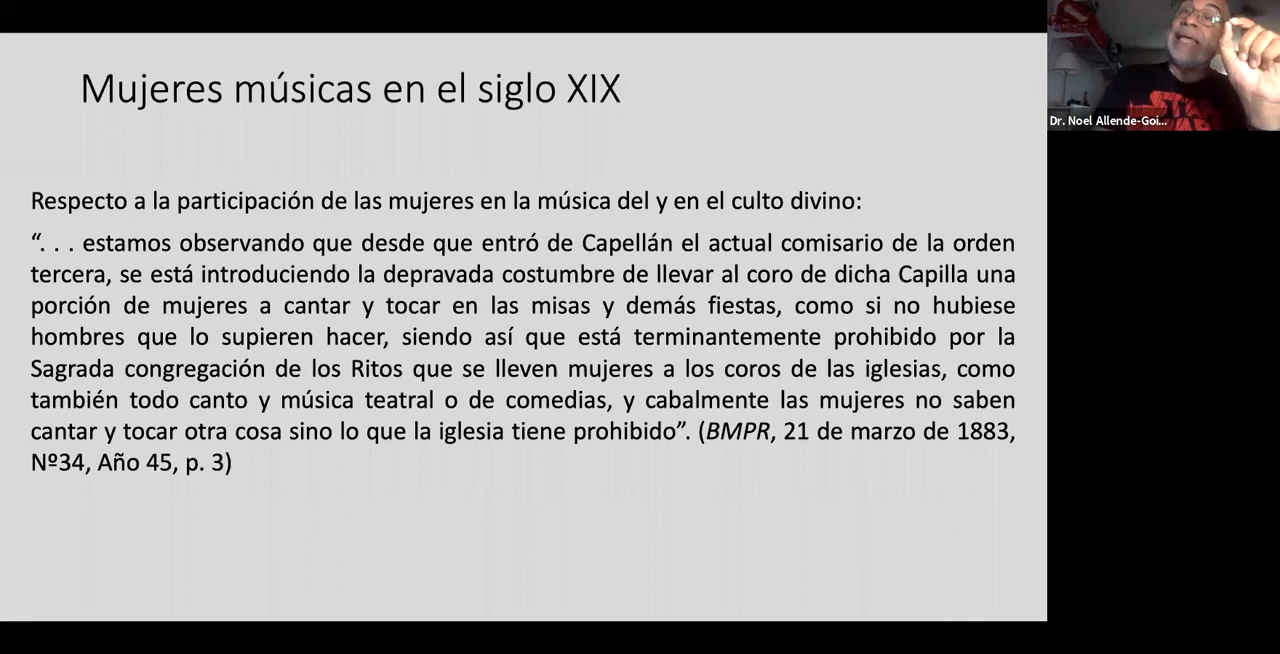 Mujeres músicas en el siglo XIX
Respecto a la participación de las mujeres en la música del y en el culto divino:
“. . . estamos observando que desde que entró de Capellán el actual comisario de la orden
tercera, se está introduciendo la depravada costumbre de llevar al coro de dicha Capilla una
porción de mujeres a cantar y tocar en las misas y demás fiestas, como si no hubiese
hombres que lo supieren hacer, siendo así que está terminantemente prohibido por la
Sagrada congregación de los Ritos que se lleven mujeres a los coros de las iglesias, como
también todo canto y música teatral o de comedias, y cabalmente las mujeres no saben
cantar y tocar otra cosa sino lo que la iglesia tiene prohibido”. (BMPR, 21 de marzo de 1883,
Nº34, Año 45, p. 3)
Dr. Noel Allende-Goi...